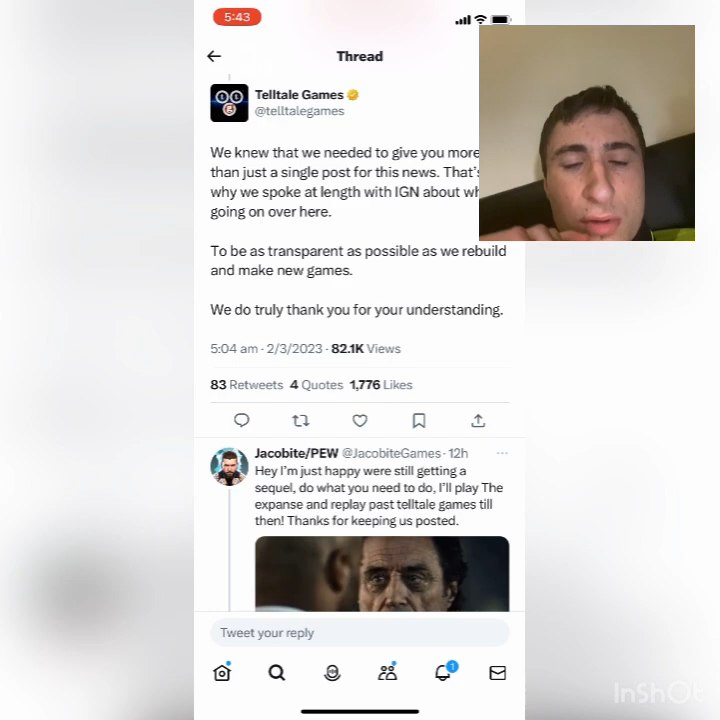 5:43
Thread
Telltale Games
@telltalegames
We knew that we needed to give you more
than just a single post for this news. That's
why we spoke at length with IGN about
going on over here.
To be as transparent as possible as we rebuild
and make new games.
We do truly thank you for your understanding.
5:04 am · 2/3/2023 · 82.1K Views
83 Retweets 4 Quotes 1,776 Likes
Jacobite/PEW @JacobiteGames · 12h
Hey I'm just happy were still getting a
sequel, do what you need to do, I'll play The
expanse and replay past telltale games till
then! Thanks for keeping us posted.
Tweet your reply
1
InShOt